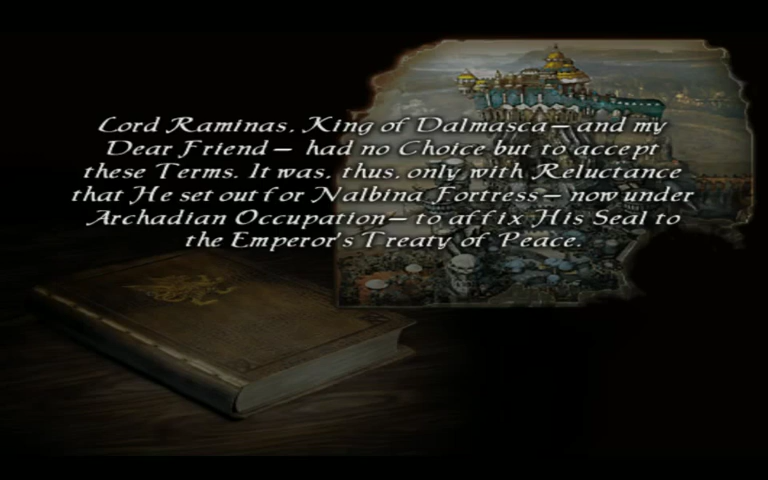 Lord Raminas, King of Dalmasca— and my
Dear Friend— had no Choice but to accept
these Terms. It was, thus, only with Reluctance
that He set out for Nalbina Fortress— now under
Archadian Occupation— to affix His Seal to
the Emperor's Treaty of Peace.